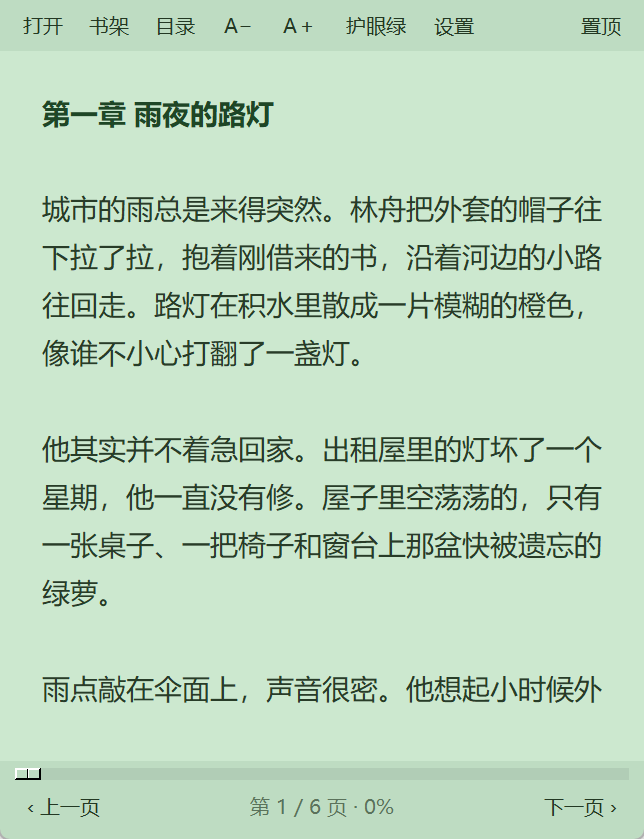 打开 书架 目录 A− A+ 护眼绿 设置 置顶
第一章 雨夜的路灯
城市的雨总是来得突然。林舟把外套的帽子往
下拉了拉，抱着刚借来的书，沿着河边的小路
往回走。路灯在积水里散成一片模糊的橙色，
像谁不小心打翻了一盏灯。
他其实并不着急回家。出租屋里的灯坏了一个
星期，他一直没有修。屋子里空荡荡的，只有
一张桌子、一把椅子和窗台上那盆快被遗忘的
绿萝。
雨点敲在伞面上，声音很密。他想起小时候外
‹ 上一页 第 1 / 6 页 · 0% 下一页 ›